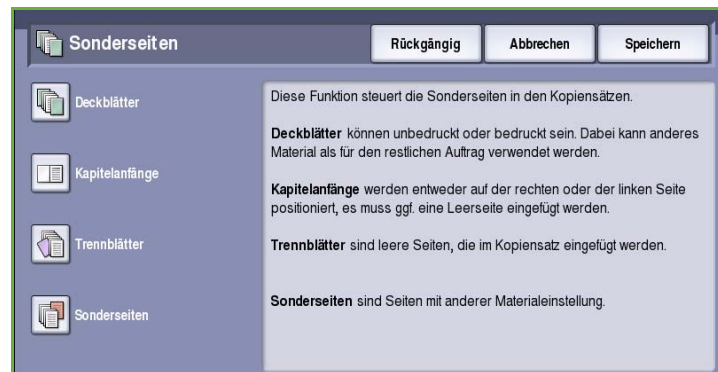 Sonderseiten
Rückgängig
Abbrechen
Speichern
Deckblätter
Kapitelanfänge
Trennblätter
Sonderseiten
Diese Funktion steuert die Sonderseiten in den Kopiensätzen.
Deckblätter können unbedruckt oder bedruckt sein. Dabei kann anderes
Material als für den restlichen Auftrag verwendet werden.
Kapitelanfänge werden entweder auf der rechten oder der linken Seite
positioniert, es muss ggf. eine Leerseite eingefügt werden.
Trennblätter sind leere Seiten, die im Kopiensatz eingefügt werden.
Sonderseiten sind Seiten mit anderer Materialeinstellung.